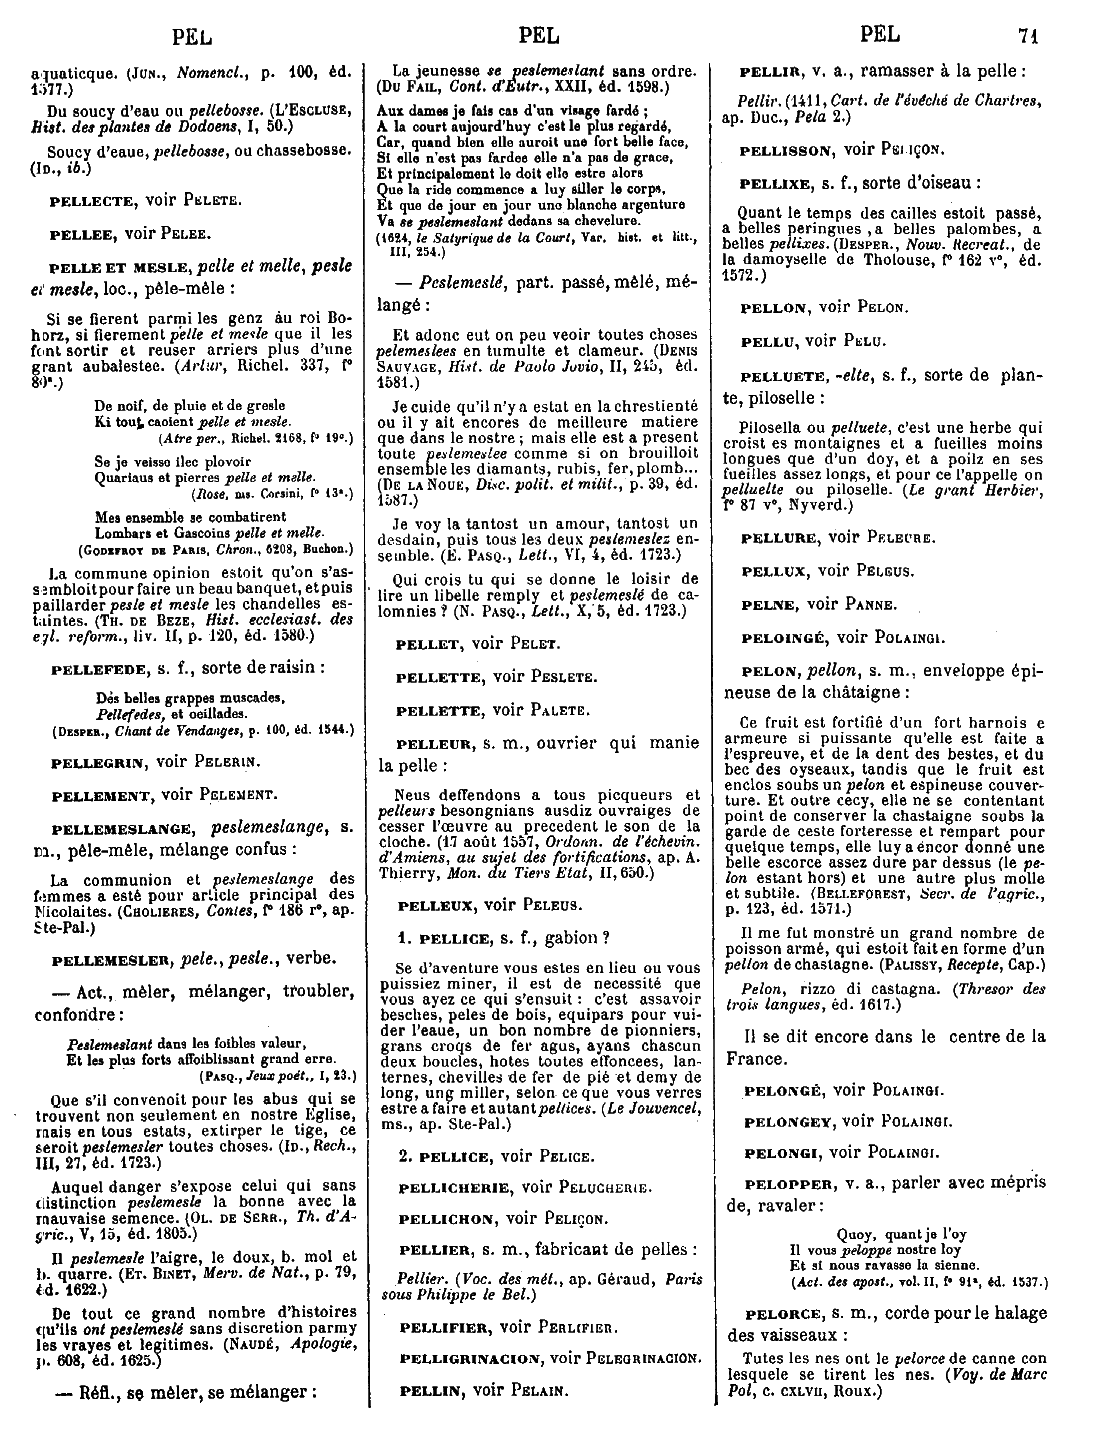 PEL
PEL
PEL 71
aquaticque. (Jun., Nomencl., p. 100, éd.
1577.)
Du soucy d'eau ou pellebosse. (L'Escluse,
Hist. des plantes de Dodoens, I, 50.)
Soucy d'eaue, pellebosse, ou chassebosse.
(Id., ib.)
PELLECTE, voir Pelete.
PELLEE, voir Pelee.
PELLE ET MESLE, pelle et melle, pesle
et mesle, loc., pêle-mêle :
Si se fierent parmi les genz au roi Bo-
horz, si fierement pelle et mesle que il les
font sortir et reuser arriers plus d'une
grant aubalestee. (Artur, Richel. 337, f°
80ª.)
De noif, de pluie et de gresle
Ki tout caoient pelle et mesle.
(Atre per., Richel. 2168, f° 19ª.)
Se je veisse ilec plovoir
Quariaus et pierres pelle et melle.
(Rose, ms. Corsini, f° 13ª.)
Mes ensemble se combatirent
Lombars et Gascoins pelle et melle.
(Godefroy de Paris, Chron., 6208, Buchon.)
La commune opinion estoit qu'on s'as-
sembloit pour faire un beau banquet, et puis
paillarder pesle et mesle les chandelles es-
taintes. (Th. de Beze, Hist. ecclesiast. des
egl. reform., liv. II, p. 120, éd. 1580.)
PELLEFEDE, s. f., sorte de raisin :
Dés belles grappes muscades,
Pellefedes, et oeillades.
(Desper., Chant de Vendanges, p. 100, éd. 1544.)
PELLEGRIN, voir Pelerin.
PELLEMENT, voir Pelement.
PELLEMESLANGE, peslemeslange, s.
m., pêle-mêle, mélange confus :
La communion et peslemeslange des
femmes a esté pour article principal des
Nicolaites. (Cholieres, Contes, f° 186 r°, ap.
Ste-Pal.)
PELLEMESLER, pele., pesle., verbe.
— Act., mêler, mélanger, troubler,
confondre :
Peslemeslant dans les foibles valeur,
Et les plus forts affoiblissant grand erre.
(Pasq., Jeux poét., I, 23.)
Que s'il convenoit pour les abus qui se
trouvent non seulement en nostre Eglise,
mais en tous estats, extirper le tige, ce
seroit peslemesler toutes choses. (Id., Rech.,
III, 27, éd. 1723.)
Auquel danger s'expose celui qui sans
distinction peslemesle la bonne avec la
mauvaise semence. (Ol. de Serr., Th. d'A-
gric., V, 15, éd. 1805.)
Il peslemesle l'aigre, le doux, b. mol et
b. quarre. (Et. Binet, Merv. de Nat., p. 79,
éd. 1622.)
De tout ce grand nombre d'histoires
qu'ils ont peslemeslé sans discretion parmy
les vrayes et legitimes. (Naudé, Apologie,
p. 608, éd. 1625.)
— Réfl., se mêler, se mélanger :
La jeunesse se peslemeslant sans ordre.
(Du Fail, Cont. d'Eutr., XXII, éd. 1598.)
Aux dames je fais cas d'un visage fardé ;
A la court aujourd'huy c'est le plus regardé,
Car, quand bien elle auroit une fort belle face,
Si elle n'est pas fardee elle n'a pas de grace,
Et principalement le doit elle estre alors
Que la ride commence a luy siller le corps,
Et que de jour en jour une blanche argenture
Va se peslemeslant dedans sa chevelure.
(1624, le Satyrique de la Court, Var. hist. et litt.,
III, 254.)
— Peslemeslé, part. passé, mêlé, mé-
langé :
Et adonc eut on peu veoir toutes choses
pelemeslees en tumulte et clameur. (Denis
Sauvage, Hist. de Paolo Jovio, II, 245, éd.
1581.)
Je cuide qu'il n'y a estat en la chrestienté
ou il y ait encores de meilleure matiere
que dans le nostre ; mais elle est a present
toute peslemeslee comme si on brouilloit
ensemble les diamants, rubis, fer, plomb...
(De la Noue, Disc. polit. et milit., p. 39, éd.
1587.)
Je voy la tantost un amour, tantost un
desdain, puis tous les deux peslemeslez en-
semble. (E. Pasq., Lett., VI, 4, éd. 1723.)
Qui crois tu qui se donne le loisir de
lire un libelle remply et peslemeslé de ca-
lomnies ? (N. Pasq., Lett., X, 5, éd. 1723.)
PELLET, voir Pelet.
PELLETTE, voir Peslete.
PELLETTE, voir Palete.
PELLEUR, s. m., ouvrier qui manie
la pelle :
Neus deffendons a tous picqueurs et
pelleurs besongnians ausdiz ouvraiges de
cesser l'œuvre au precedent le son de la
cloche. (17 août 1557, Ordonn. de l'échevin.
d'Amiens, au sujet des fortifications, ap. A.
Thierry, Mon. du Tiers Etat, II, 650.)
PELLEUX, voir Peleus.
1. PELLICE, s. f., gabion ?
Se d'aventure vous estes en lieu ou vous
puissiez miner, il est de necessité que
vous ayez ce qui s'ensuit : c'est assavoir
besches, peles de bois, equipars pour vui-
der l'eaue, un bon nombre de pionniers,
grans croqs de fer agus, ayans chascun
deux boucles, hotes toutes effoncees, lan-
ternes, chevilles de fer de pié et demy de
long, ung miller, selon ce que vous verres
estre a faire et autant pellices. (Le Jouvencel,
ms., ap. Ste-Pal.)
2. PELLICE, voir Pelice.
PELLICHERIE, voir Pelucherie.
PELLICHON, voir Peliçon.
PELLIER, s. m., fabricant de pelles :
Pellier. (Voc. des mét., ap. Géraud, Paris
sous Philippe le Bel.)
PELLIFIER, voir Perlifier.
PELLIGRINACION, voir Pelegrinacion.
PELLIN, voir Pelain.
PELLIR, v. a., ramasser à la pelle :
Pellir. (1411, Cart. de l'évêché de Chartres,
ap. Duc., Pela 2.)
PELLISSON, voir Peliçon.
PELLIXE, s. f., sorte d'oiseau :
Quant le temps des cailles estoit passé,
a belles peringues, a belles palombes, a
belles pellixes. (Desper., Nouv. Recreat., de
la damoyselle de Tholouse, f° 162 v°, éd.
1572.)
PELLON, voir Pelon.
PELLU, voir Pelu.
PELLUETE, -elte, s. f., sorte de plan-
te, piloselle :
Pilosella ou pelluete, c'est une herbe qui
croist es montaignes et a fueilles moins
longues que d'un doy, et a poilz en ses
fueilles assez longs, et pour ce l'appelle on
pelluelte ou piloselle. (Le grant Herbier,
f° 87 v°, Nyverd.)
PELLURE, voir Peleure.
PELLUX, voir Peleus.
PELNE, voir Panne.
PELOINGÉ, voir Polaingi.
PELON, pellon, s. m., enveloppe épi-
neuse de la châtaigne :
Ce fruit est fortifié d'un fort harnois e
armeure si puissante qu'elle est faite a
l'espreuve, et de la dent des bestes, et du
bec des oyseaux, tandis que le fruit est
enclos soubs un pelon et espineuse couver-
ture. Et outre cecy, elle ne se contentant
point de conserver la chastaigne soubs la
garde de ceste forteresse et rempart pour
quelque temps, elle luy a encor donné une
belle escorce assez dure par dessus (le pe-
lon estant hors) et une autre plus molle
et subtile. (Belleforest, Secr. de l'agric.,
p. 123, éd. 1571.)
Il me fut monstré un grand nombre de
poisson armé, qui estoit fait en forme d'un
pellon de chastagne. (Palissy, Recepte, Cap.)
Pelon, rizzo di castagna. (Thresor des
trois langues, éd. 1617.)
Il se dit encore dans le centre de la
France.
PELONGÉ, voir Polaingi.
PELONGEY, voir Polaingi.
PELONGI, voir Polaingi.
PELOPPER, v. a., parler avec mépris
de, ravaler :
Quoy, quant je l'oy
Il vous peloppe nostre loy
Et si nous ravasse la sienne.
(Act. des apost., vol. II, f° 91ª, éd. 1537.)
PELORCE, s. m., corde pour le halage
des vaisseaux :
Tutes les nes ont le pelorce de canne con
lesquele se tirent les nes. (Voy. de Marc
Pol, c. cxlvii, Roux.)